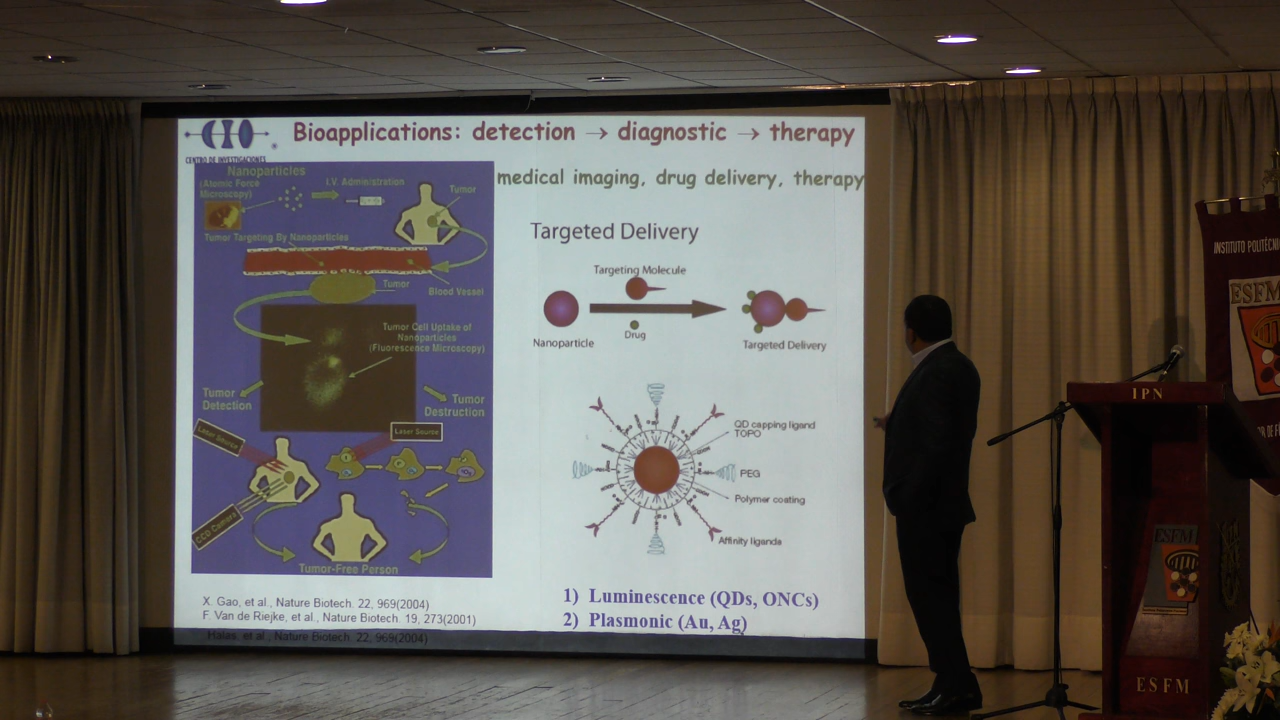 CIO
®
CENTRO DE INVESTIGACIONES
Bioapplications: detection → diagnostic → therapy
medical imaging, drug delivery, therapy
Nanoparticles
(Atomic Force
Microscopy)
I.V. Administration
Tumor
Tumor Targeting By Nanoparticles
Tumor
Blood Vessel
Tumor Cell Uptake of
Nanoparticles
(Fluorescence Microscopy)
Tumor
Detection
Tumor
Destruction
Laser Source
Laser Source
CCD Camera
Tumor-Free Person
Targeted Delivery
Targeting Molecule
Nanoparticle
Drug
Targeted Delivery
QD capping ligand
TOPO
PEG
Polymer coating
Affinity ligands
1) Luminescence (QDs, ONCs)
2) Plasmonic (Au, Ag)
X. Gao, et al., Nature Biotech. 22, 969(2004)
F. Van de Riejke, et al., Nature Biotech. 19, 273(2001)
Halas. et al., Nature Biotech. 22, 969(2004)
INSTITUTO POLITÉCNI
ESFM
OR DE F
IPN
ESFM
ESFM